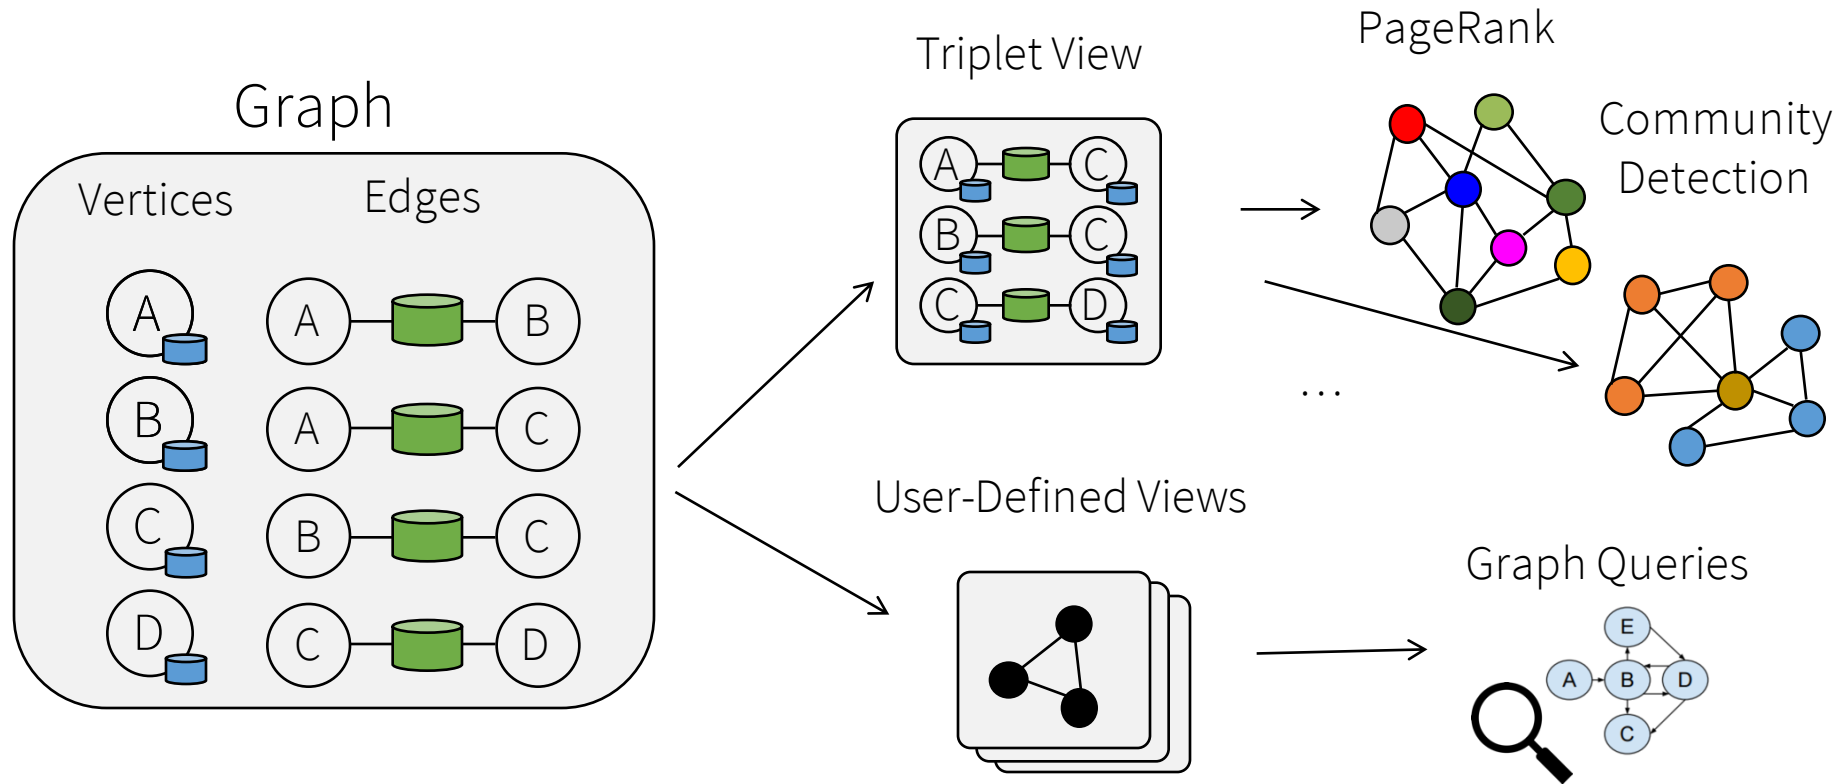 Graph
Vertices
Edges
A
B
C
D
A B
A C
B C
C D
Triplet View
A C
B C
C D
PageRank
Community
Detection
...
User-Defined Views
Graph Queries
E
A B D
C